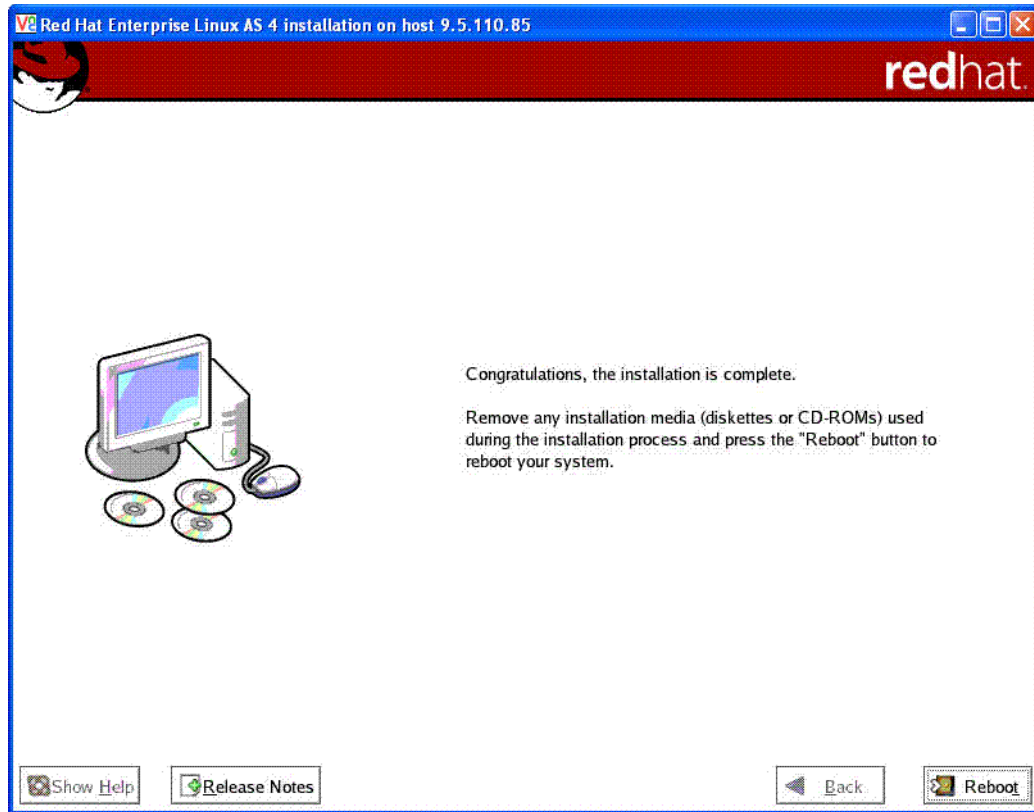 Red Hat Enterprise Linux AS 4 installation on host 9.5.110.85
redhat.
Congratulations, the installation is complete.
Remove any installation media (diskettes or CD-ROMs) used
during the installation process and press the "Reboot" button to
reboot your system.
Show Help
Release Notes
Back
Reboot